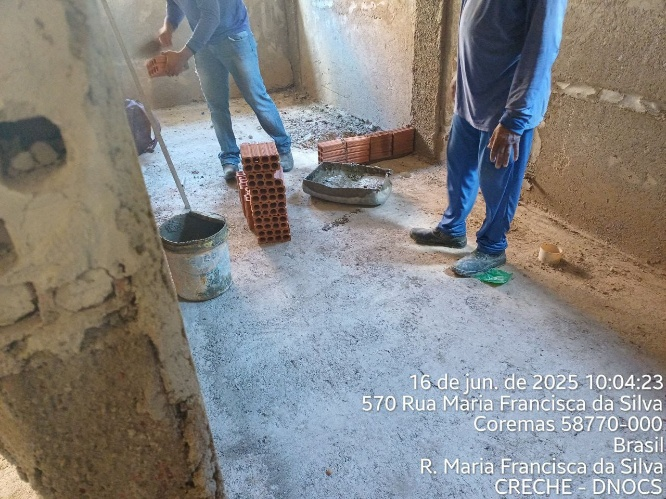 16 de jun. de 2025 10:04:23
570 Rua Maria Francisca da Silva
Coremas 58770-000
Brasil
R. Maria Francisca da Silva
CRECHE - DNOCS